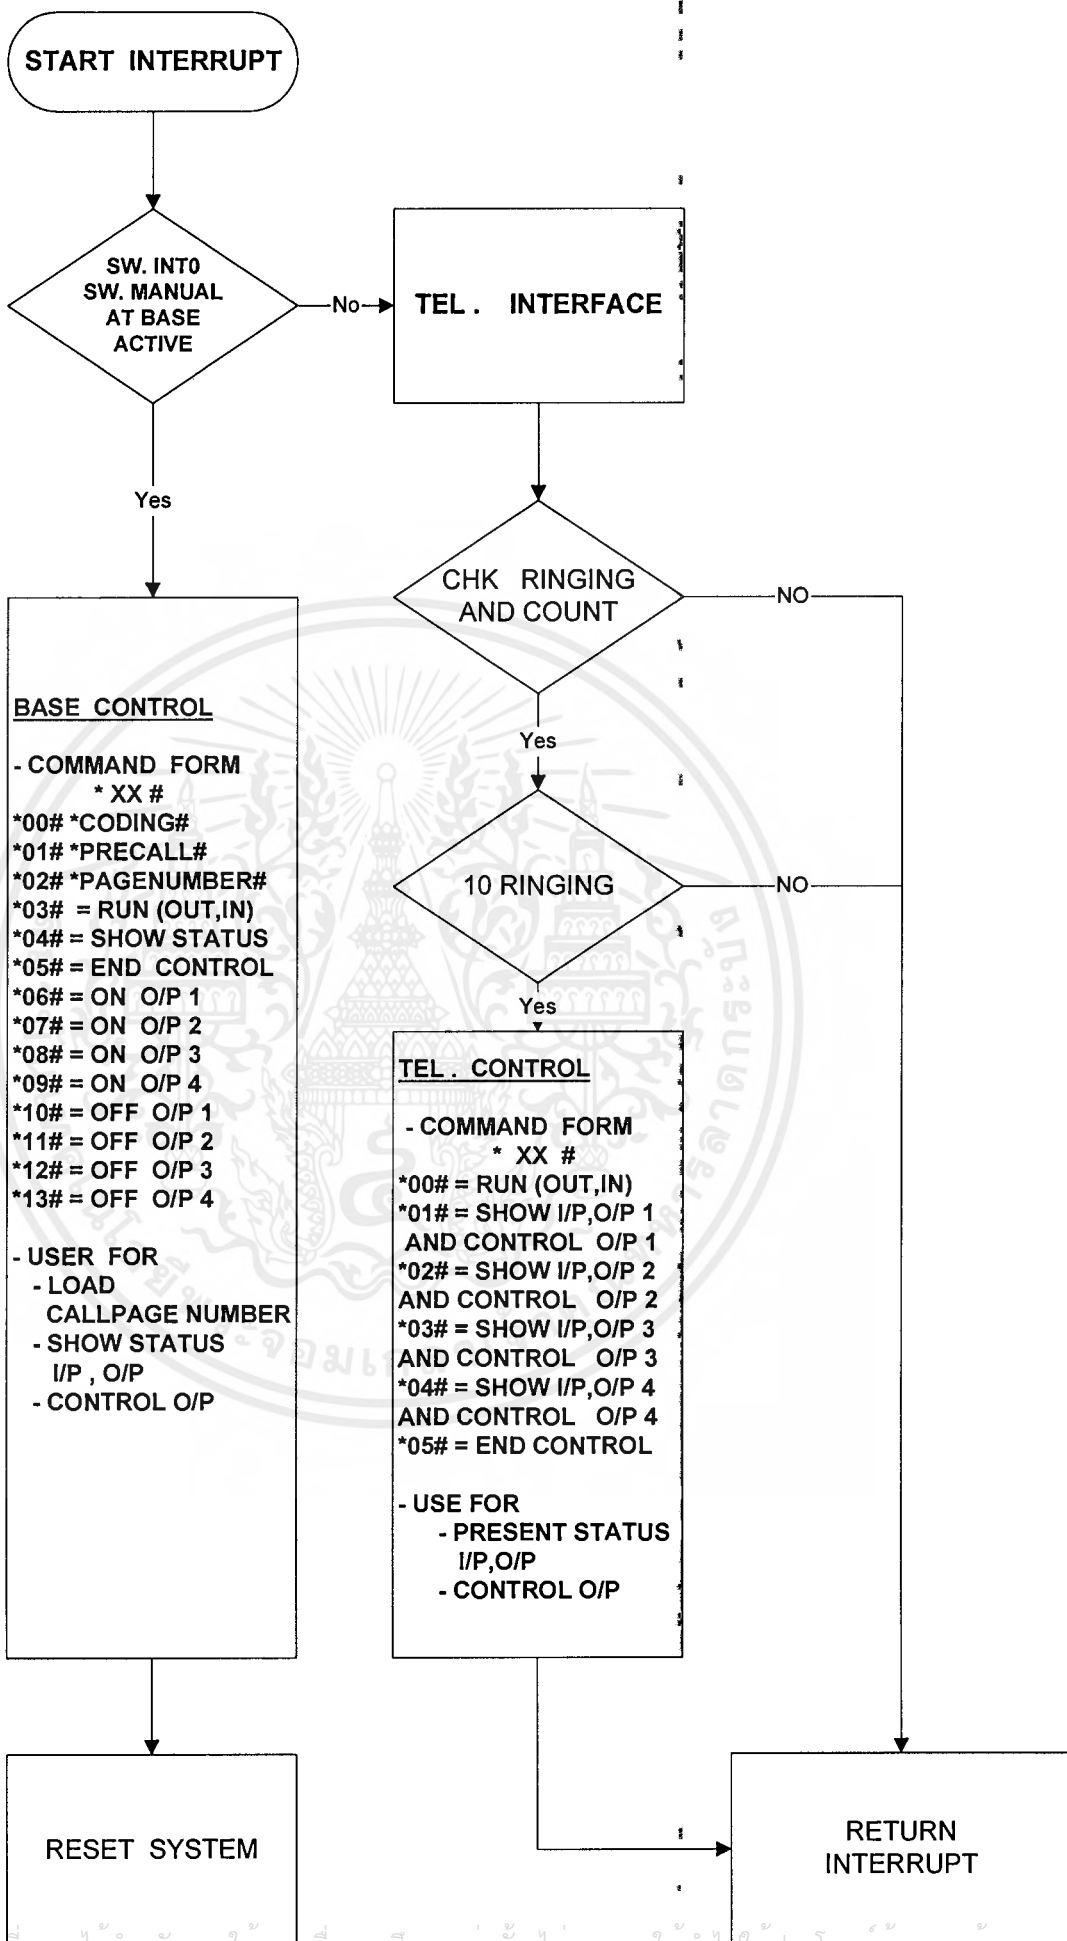 START INTERRUPT
SW. INT0
SW. MANUAL
AT BASE
ACTIVE
No
TEL. INTERFACE
Yes
CHK RINGING
AND COUNT
NO
Yes
10 RINGING
NO
Yes
BASE CONTROL
- COMMAND FORM
* XX #
*00# *CODING#
*01# *PRECALL#
*02# *PAGENUMBER#
*03# = RUN (OUT,IN)
*04# = SHOW STATUS
*05# = END CONTROL
*06# = ON O/P 1
*07# = ON O/P 2
*08# = ON O/P 3
*09# = ON O/P 4
*10# = OFF O/P 1
*11# = OFF O/P 2
*12# = OFF O/P 3
*13# = OFF O/P 4
- USER FOR
- LOAD
CALLPAGE NUMBER
- SHOW STATUS
I/P , O/P
- CONTROL O/P
TEL. CONTROL
- COMMAND FORM
* XX #
*00# = RUN (OUT,IN)
*01# = SHOW I/P,O/P 1
AND CONTROL O/P 1
*02# = SHOW I/P,O/P 2
AND CONTROL O/P 2
*03# = SHOW I/P,O/P 3
AND CONTROL O/P 3
*04# = SHOW I/P,O/P 4
AND CONTROL O/P 4
*05# = END CONTROL
- USE FOR
- PRESENT STATUS
I/P,O/P
- CONTROL O/P
RESET SYSTEM
RETURN
INTERRUPT